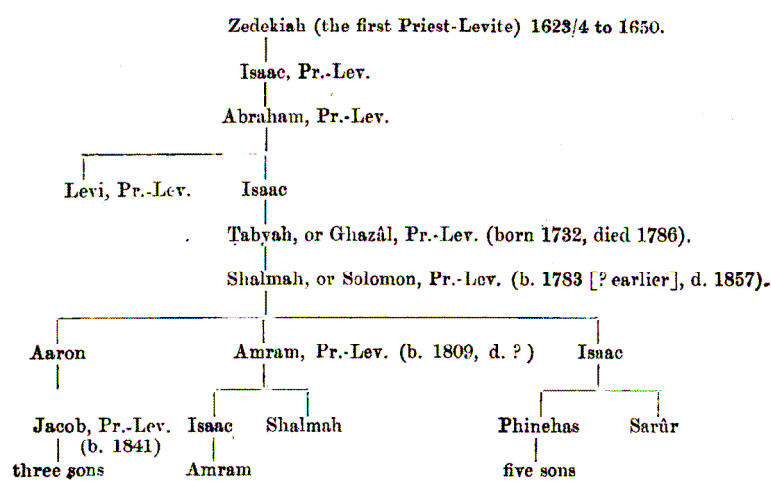 Zedekiah (the first Priest-Levite) 1623/4 to 1650.
Isaac, Pr.-Lev.
Abraham, Pr.-Lev.
Levi, Pr.-Lev. Isaac
Ṭabyah, or Ghazâl, Pr.-Lev. (born 1732, died 1786).
Shalmah, or Solomon, Pr.-Lev. (b. 1783 [? earlier], d. 1857).
Aaron Amram, Pr.-Lev. (b. 1809, d. ?) Isaac
Jacob, Pr.-Lev. Isaac Shalmah Phinehas Sarûr
(b. 1841)
three sons Amram five sons